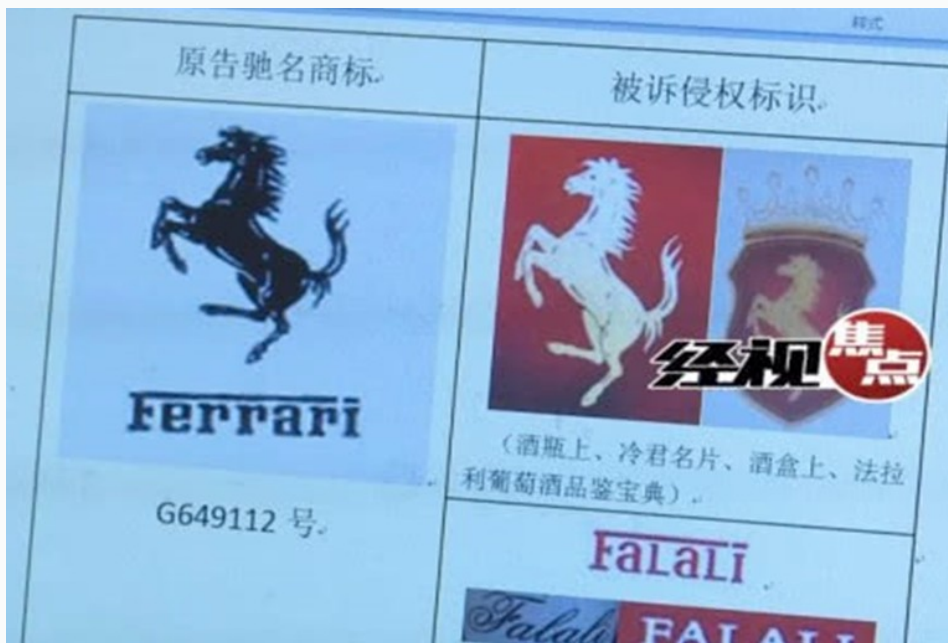 样式
原告驰名商标
被诉侵权标识
Ferrari
G649112 号
经视
焦点
(酒瓶上、冷君名片、酒盒上、法拉
利葡萄酒品鉴宝典)
FaLaLi
Falali
FALALI